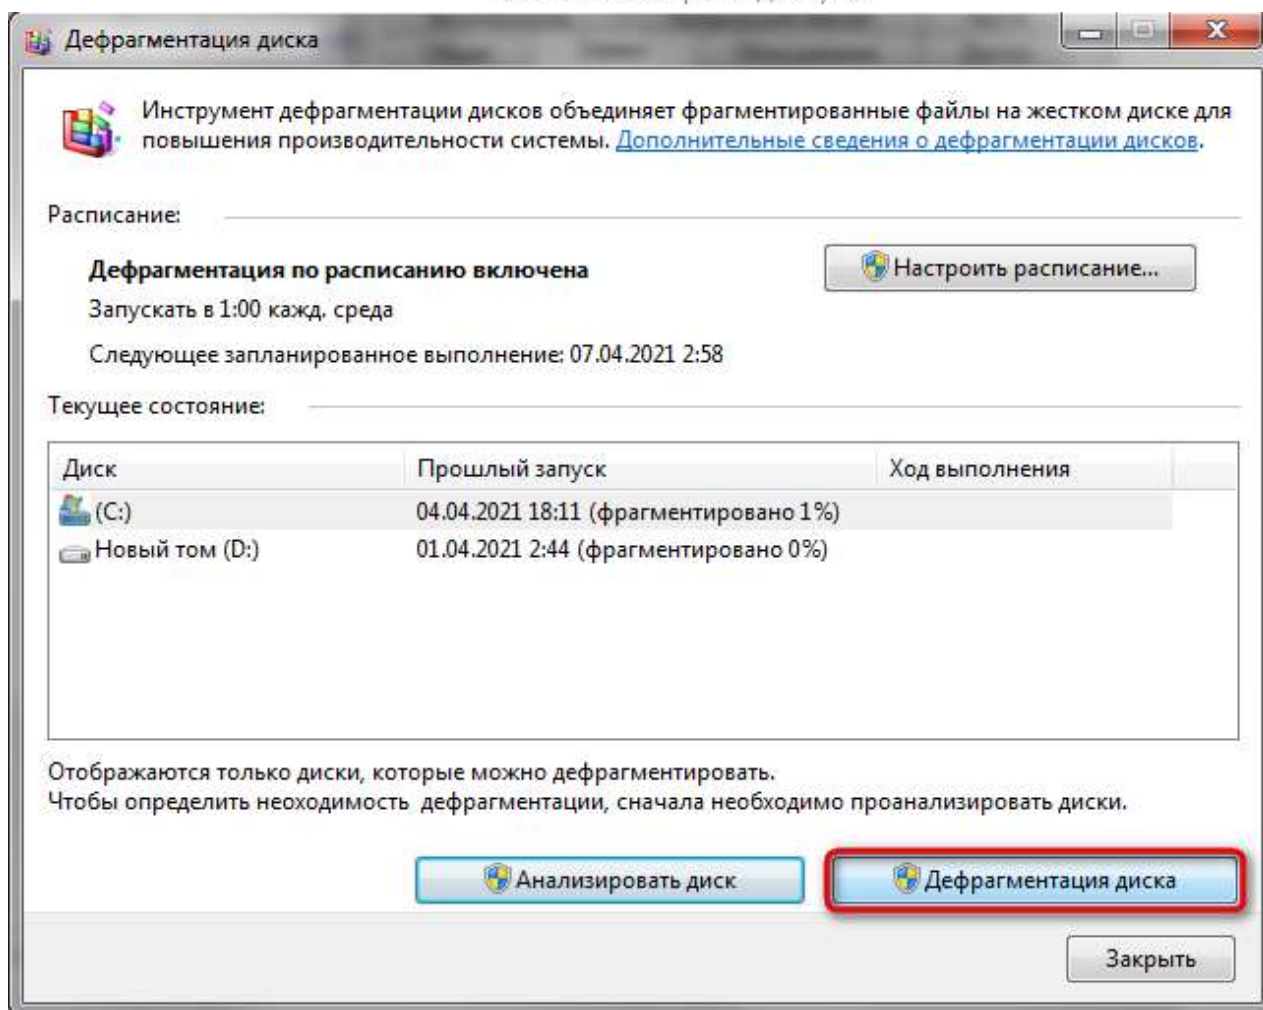 Дефрагментация диска
Инструмент дефрагментации дисков объединяет фрагментированные файлы на жестком диске для
повышения производительности системы. Дополнительные сведения о дефрагментации дисков.
Расписание:
Дефрагментация по расписанию включена
Настроить расписание...
Запускать в 1:00 кажд. среда
Следующее запланированное выполнение: 07.04.2021 2:58
Текущее состояние:
Диск Прошлый запуск Ход выполнения
(C:) 04.04.2021 18:11 (фрагментировано 1%)
Новый том (D:) 01.04.2021 2:44 (фрагментировано 0%)
Отображаются только диски, которые можно дефрагментировать.
Чтобы определить неоходимость дефрагментации, сначала необходимо проанализировать диски.
Анализировать диск Дефрагментация диска
Закрыть